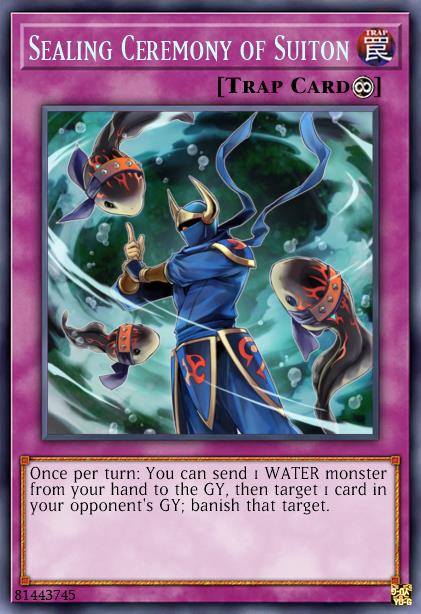 Sealing Ceremony of Suiton
TRAP
罠
[Trap Card]
Once per turn: You can send 1 WATER monster
from your hand to the GY, then target 1 card in
your opponent's GY; banish that target.
81443745